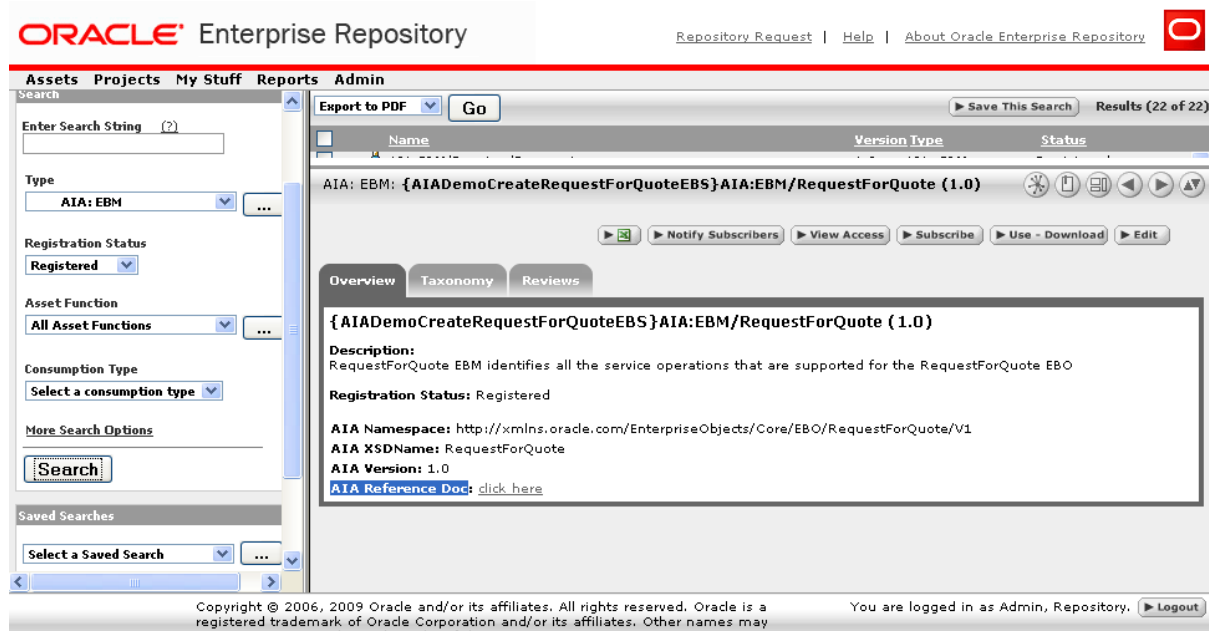 ORACLE Enterprise Repository
Repository Request | Help | About Oracle Enterprise Repository
Assets Projects My Stuff Reports Admin
Search
Enter Search String (?)
Type
AIA: EBM ...
Registration Status
Registered
Asset Function
All Asset Functions ...
Consumption Type
Select a consumption type
More Search Options
Search
Saved Searches
Select a Saved Search ...
Export to PDF Go Save This Search Results (22 of 22)
Name Version Type Status
AIA: EBM: {AIADemoCreateRequestForQuoteEBS}AIA:EBM/RequestForQuote (1.0)
Notify Subscribers View Access Subscribe Use - Download Edit
Overview Taxonomy Reviews
{AIADemoCreateRequestForQuoteEBS}AIA:EBM/RequestForQuote (1.0)
Description:
RequestForQuote EBM identifies all the service operations that are supported for the RequestForQuote EBO
Registration Status: Registered
AIA Namespace: http://xmlns.oracle.com/EnterpriseObjects/Core/EBO/RequestForQuote/V1
AIA XSDName: RequestForQuote
AIA Version: 1.0
AIA Reference Doc: click here
Copyright © 2006, 2009 Oracle and/or its affiliates. All rights reserved. Oracle is a
registered trademark of Oracle Corporation and/or its affiliates. Other names may
You are logged in as Admin, Repository. Logout